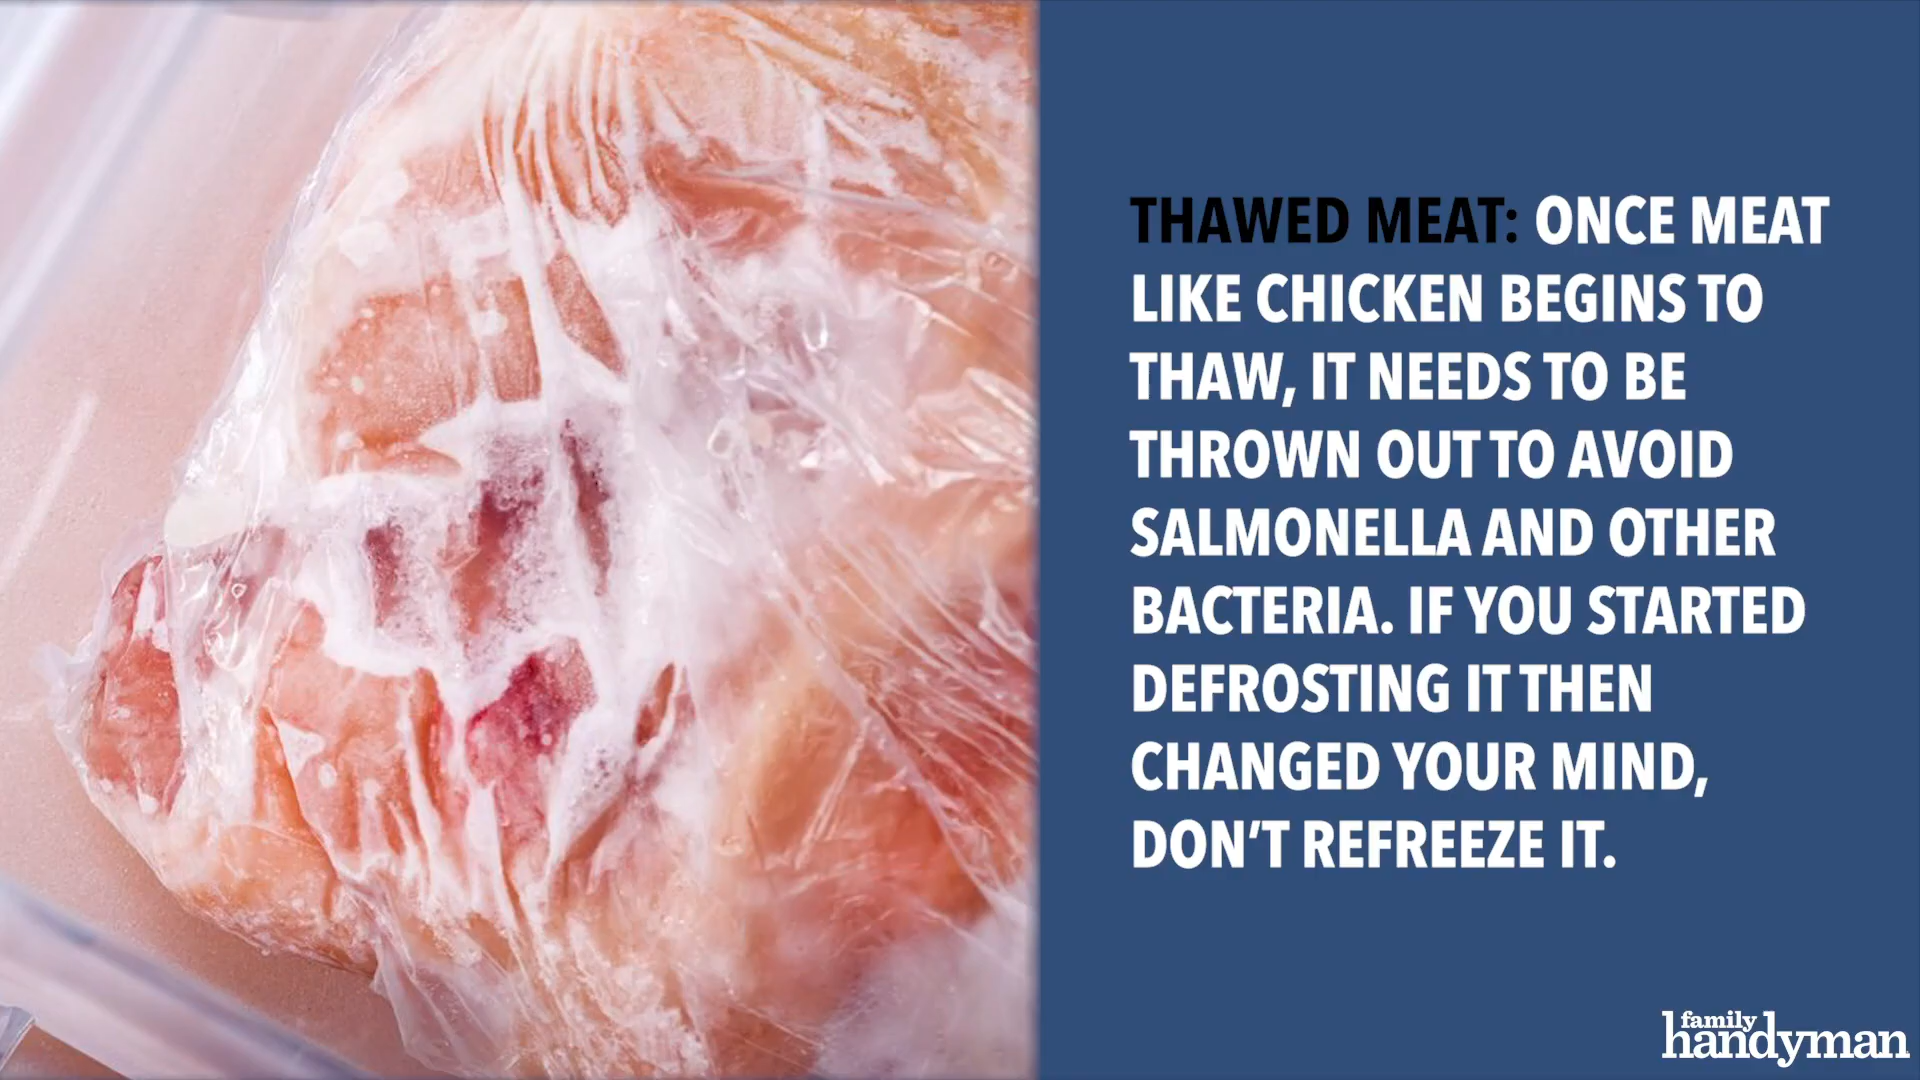 THAWED MEAT: ONCE MEAT
LIKE CHICKEN BEGINS TO
THAW, IT NEEDS TO BE
THROWN OUT TO AVOID
SALMONELLA AND OTHER
BACTERIA. IF YOU STARTED
DEFROSTING IT THEN
CHANGED YOUR MIND,
DON'T REFREEZE IT.
family
handyman